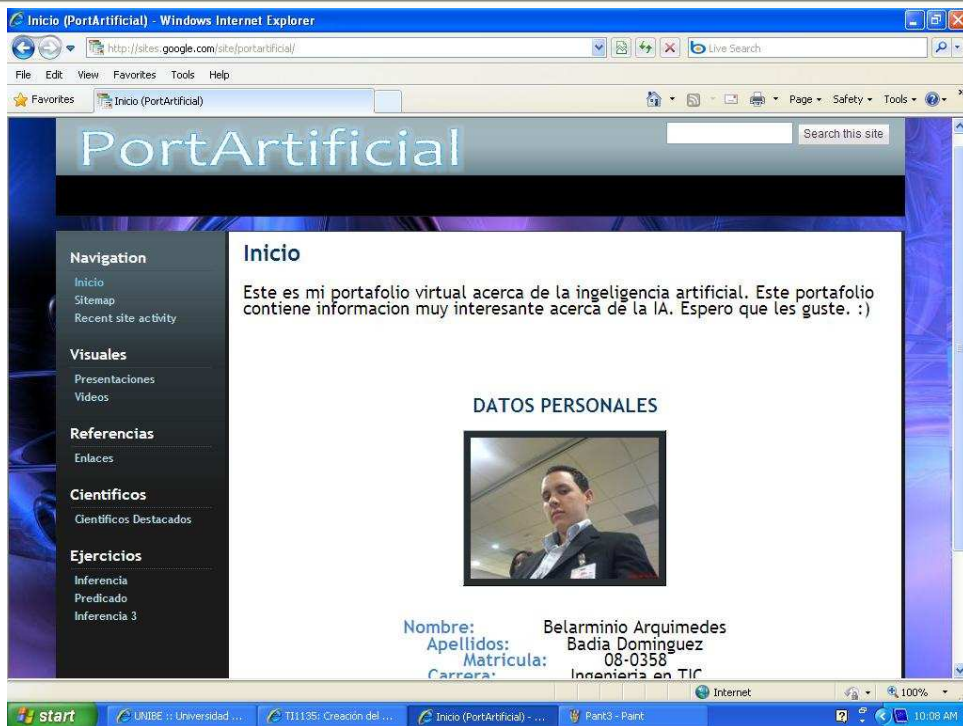 Inicio (PortArtificial) - Windows Internet Explorer
http://sites.google.com/site/portartificial/
Live Search
File Edit View Favorites Tools Help
Favorites Inicio (PortArtificial) Page Safety Tools
PortArtificial
Search this site
Navigation
Inicio
Sitemap
Recent site activity
Visuales
Presentaciones
Videos
Referencias
Enlaces
Cientificos
Cientificos Destacados
Ejercicios
Inferencia
Predicado
Inferencia 3
Inicio
Este es mi portafolio virtual acerca de la ingeligencia artificial. Este portafolio
contiene informacion muy interesante acerca de la IA. Espero que les guste. :)
DATOS PERSONALES
Nombre: Belarminio Arquimedes
Apellidos: Badia Dominguez
Matricula: 08-0358
Carrera: Ingenieria en TIC
Internet 100%
start UNIBE :: Universidad ... TI1135: Creación del ... Inicio (PortArtificial) - ... Pant3 - Paint 10:08 AM